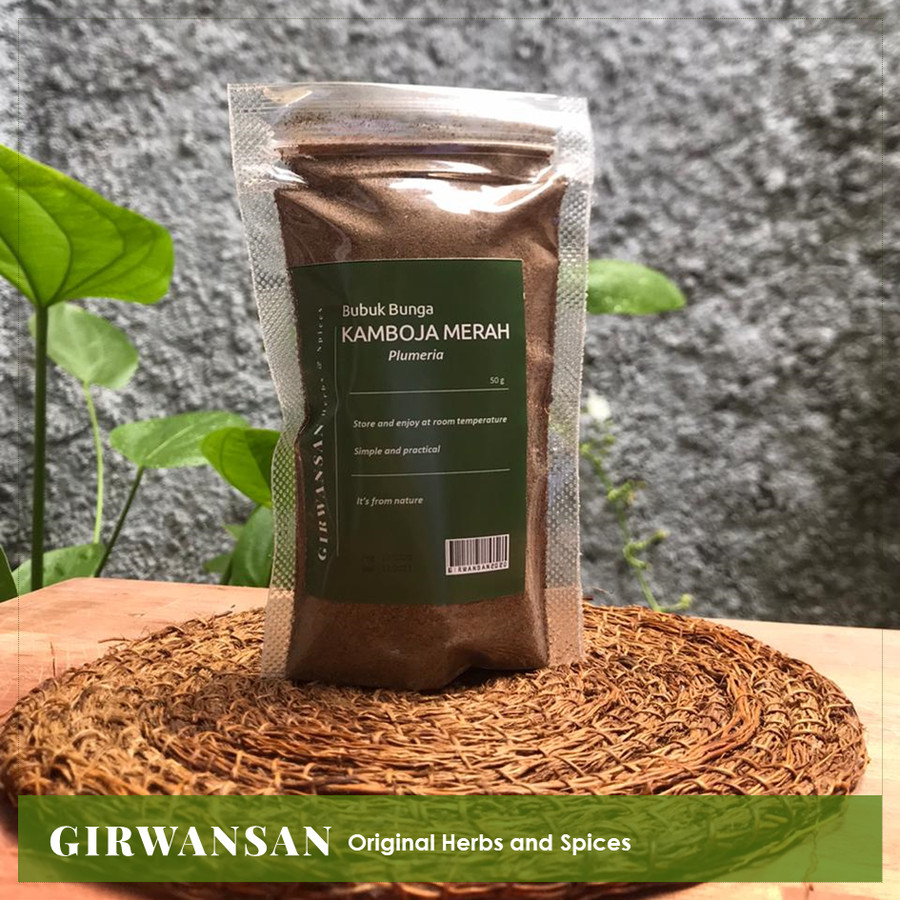 Bubuk Bunga
KAMBOJA MERAH
Plumeria
50 g
Store and enjoy at room temperature
Simple and practical
It's from nature
GIRWANSAN Herbs & Spices
GIRWANSAN Original Herbs and Spices